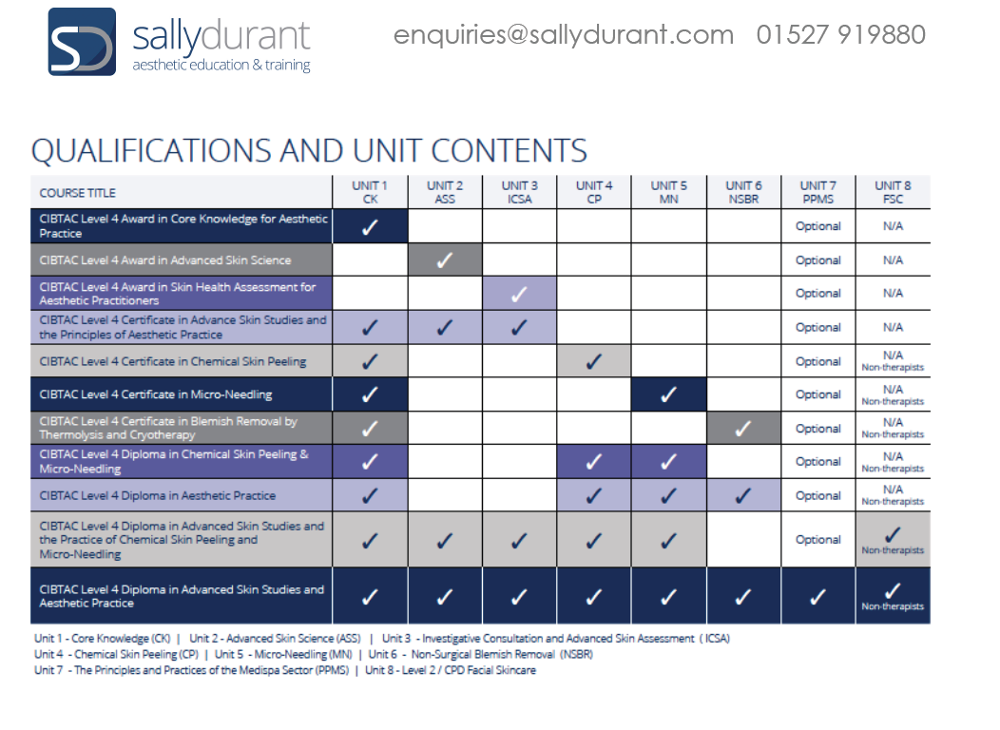 SD
sallydurant
aesthetic education & training
enquiries@sallydurant.com 01527 919880
QUALIFICATIONS AND UNIT CONTENTS
COURSE TITLE
UNIT 1
CK
UNIT 2
ASS
UNIT 3
ICSA
UNIT 4
CP
UNIT 5
MN
UNIT 6
NSBR
UNIT 7
PPMS
UNIT 8
FSC
CIBTAC Level 4 Award in Core Knowledge for Aesthetic
Practice
✓
Optional
N/A
CIBTAC Level 4 Award in Advanced Skin Science
✓
Optional
N/A
CIBTAC Level 4 Award in Skin Health Assessment for
Aesthetic Practitioners
✓
Optional
N/A
CIBTAC Level 4 Certificate in Advance Skin Studies and
the Principles of Aesthetic Practice
✓ ✓ ✓
Optional
N/A
CIBTAC Level 4 Certificate in Chemical Skin Peeling
✓ ✓
Optional
N/A
Non-therapists
CIBTAC Level 4 Certificate in Micro-Needling
✓ ✓
Optional
N/A
Non-therapists
CIBTAC Level 4 Certificate in Blemish Removal by
Thermolysis and Cryotherapy
✓ ✓
Optional
N/A
Non-therapists
CIBTAC Level 4 Diploma in Chemical Skin Peeling &
Micro-Needling
✓ ✓ ✓
Optional
N/A
Non-therapists
CIBTAC Level 4 Diploma in Aesthetic Practice
✓ ✓ ✓ ✓
Optional
N/A
Non-therapists
CIBTAC Level 4 Diploma in Advanced Skin Studies and
the Practice of Chemical Skin Peeling and
Micro-Needling
✓ ✓ ✓ ✓ ✓
Optional
✓
Non-therapists
CIBTAC Level 4 Diploma in Advanced Skin Studies and
Aesthetic Practice
✓ ✓ ✓ ✓ ✓ ✓ ✓
✓
Non-therapists
Unit 1 - Core Knowledge (CK) | Unit 2 - Advanced Skin Science (ASS) | Unit 3 - Investigative Consultation and Advanced Skin Assessment ( ICSA)
Unit 4 - Chemical Skin Peeling (CP) | Unit 5 - Micro-Needling (MN) | Unit 6 - Non-Surgical Blemish Removal (NSBR)
Unit 7 - The Principles and Practices of the Medispa Sector (PPMS) | Unit 8 - Level 2 / CPD Facial Skincare